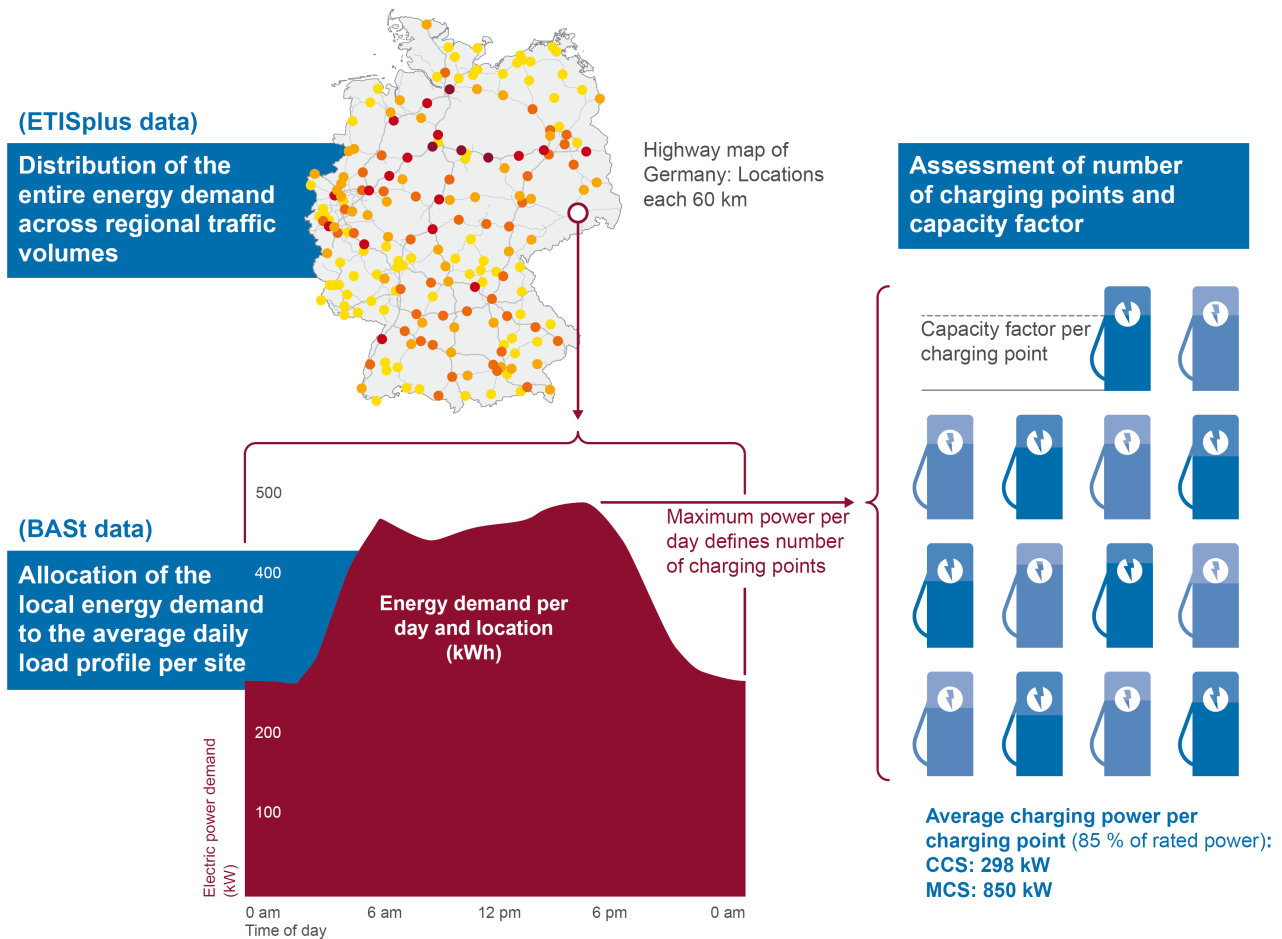 (ETISplus data)
Distribution of the
entire energy demand
across regional traffic
volumes
Highway map of
Germany: Locations
each 60 km
Assessment of number
of charging points and
capacity factor
Capacity factor per
charging point
(BASt data)
Allocation of the
local energy demand
to the average daily
load profile per site
500
400
200
100
Energy demand per
day and location
(kWh)
Maximum power per
day defines number
of charging points
Electric power demand
(kW)
0 am
6 am
12 pm
6 pm
0 am
Time of day
Average charging power per
charging point (85 % of rated power):
CCS: 298 kW
MCS: 850 kW